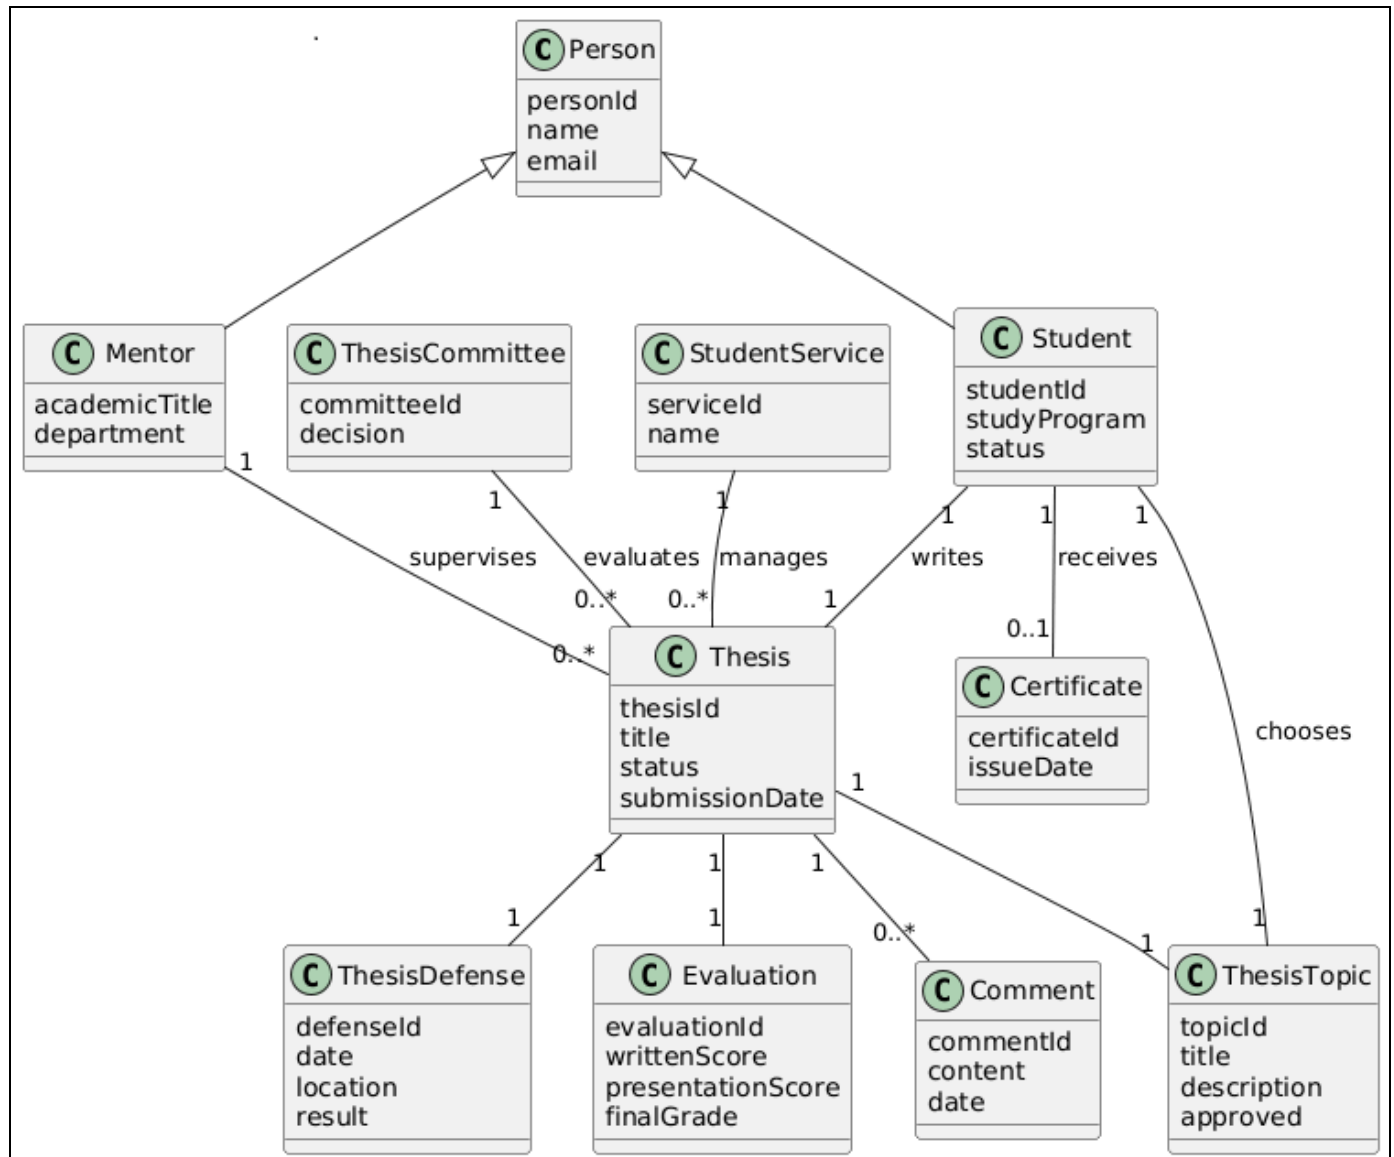 C Person
personId
name
email
C Mentor
academicTitle
department
C ThesisCommittee
committeeId
decision
C StudentService
serviceId
name
C Student
studentId
studyProgram
status
1
1
1
1
1
1
supervises
evaluates
manages
writes
receives
0..*
0..*
1
0..1
0..*
C Thesis
thesisId
title
status
submissionDate
C Certificate
certificateId
issueDate
chooses
1
1
1
1
1
1
0..*
1
1
C ThesisDefense
defenseId
date
location
result
C Evaluation
evaluationId
writtenScore
presentationScore
finalGrade
C Comment
commentId
content
date
C ThesisTopic
topicId
title
description
approved